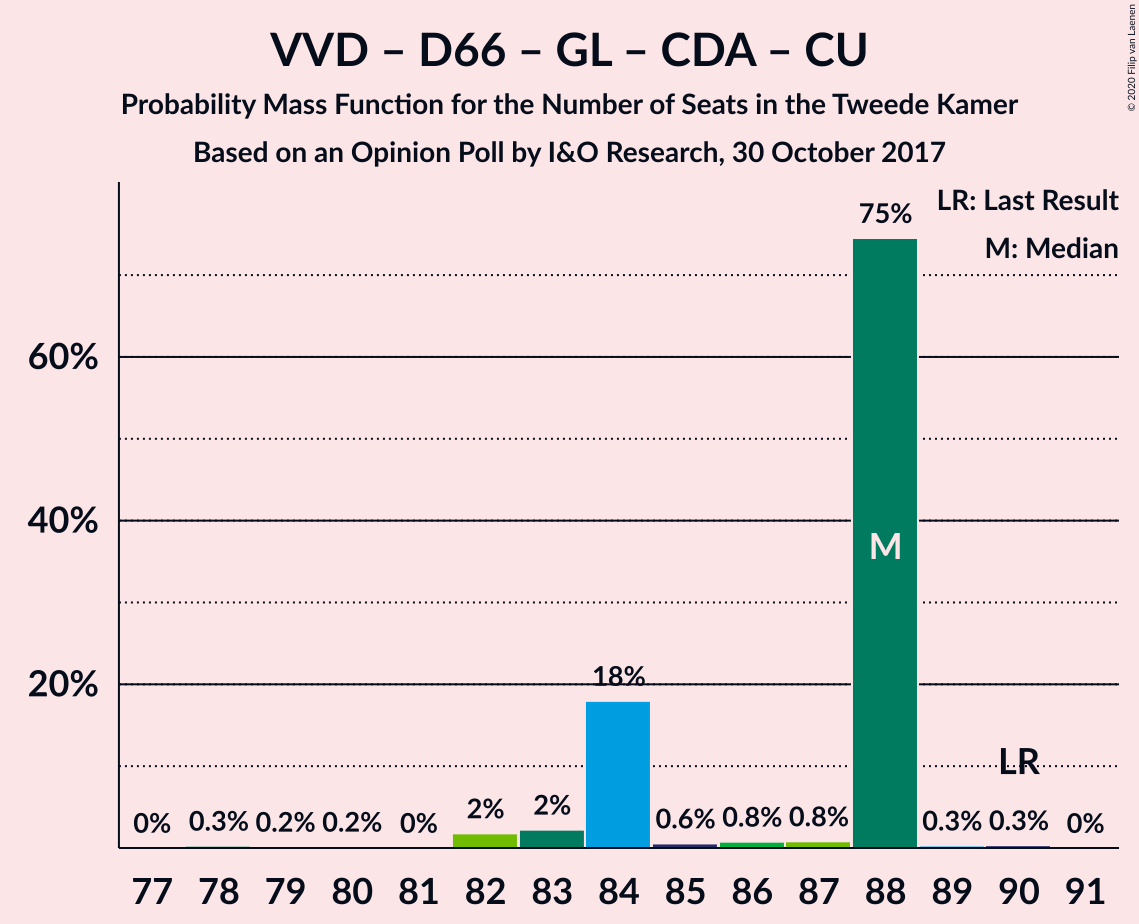 © 2020 Filip van Laenen
VVD – D66 – GL – CDA – CU
Probability Mass Function for the Number of Seats in the Tweede Kamer
Based on an Opinion Poll by I&O Research, 30 October 2017
LR: Last Result
M: Median
75%
60%
40%
M
20%
18%
LR
0% 0.3% 0.2% 0.2% 0% 2% 2% 0.6% 0.8% 0.8% 0.3% 0.3% 0%
77 78 79 80 81 82 83 84 85 86 87 88 89 90 91